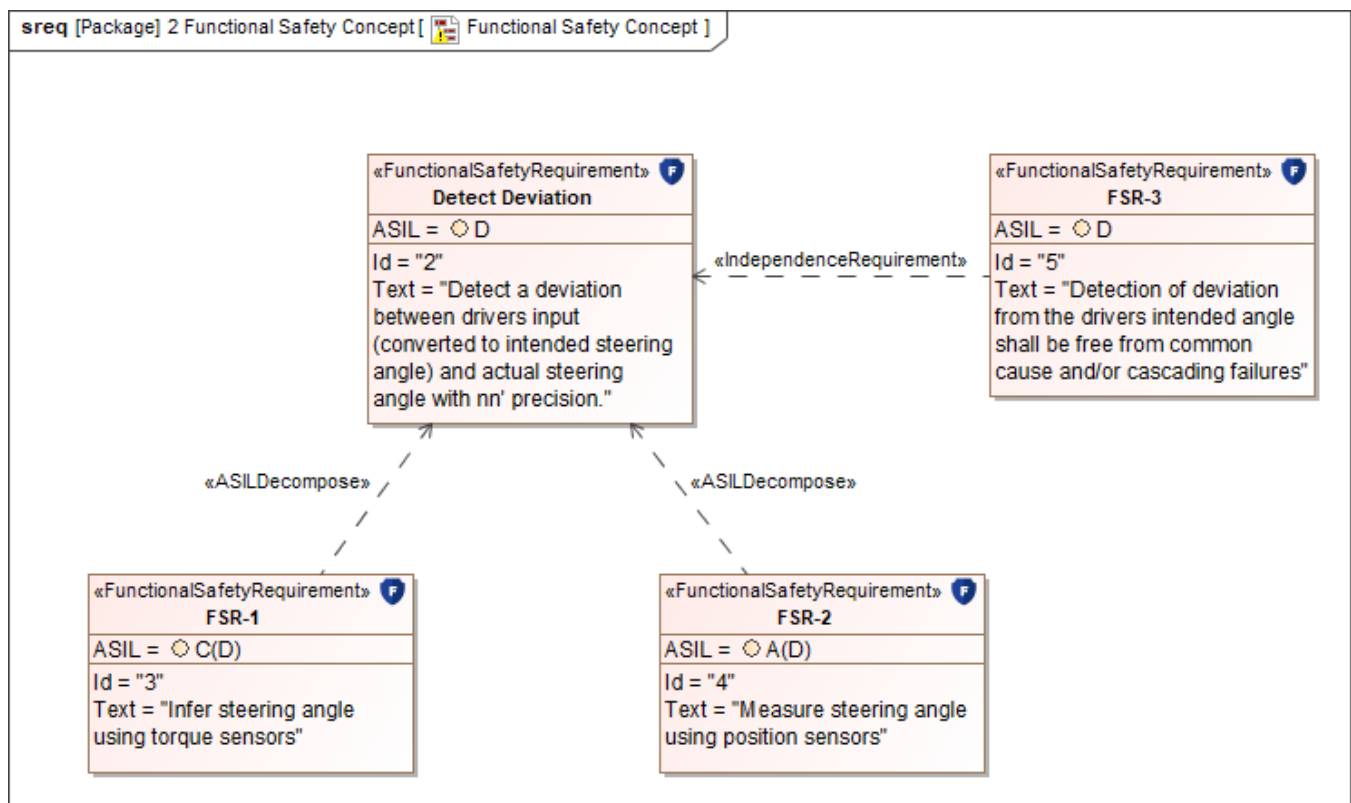 sreq [Package] 2 Functional Safety Concept[ Functional Safety Concept ]
«FunctionalSafetyRequirement» F
Detect Deviation
ASIL = D
Id = "2"
Text = "Detect a deviation
between drivers input
(converted to intended steering
angle) and actual steering
angle with nn' precision."
«IndependenceRequirement»
«FunctionalSafetyRequirement» F
FSR-3
ASIL = D
Id = "5"
Text = "Detection of deviation
from the drivers intended angle
shall be free from common
cause and/or cascading failures"
«ASILDecompose»
«ASILDecompose»
«FunctionalSafetyRequirement» F
FSR-1
ASIL = C(D)
Id = "3"
Text = "Infer steering angle
using torque sensors"
«FunctionalSafetyRequirement» F
FSR-2
ASIL = A(D)
Id = "4"
Text = "Measure steering angle
using position sensors"